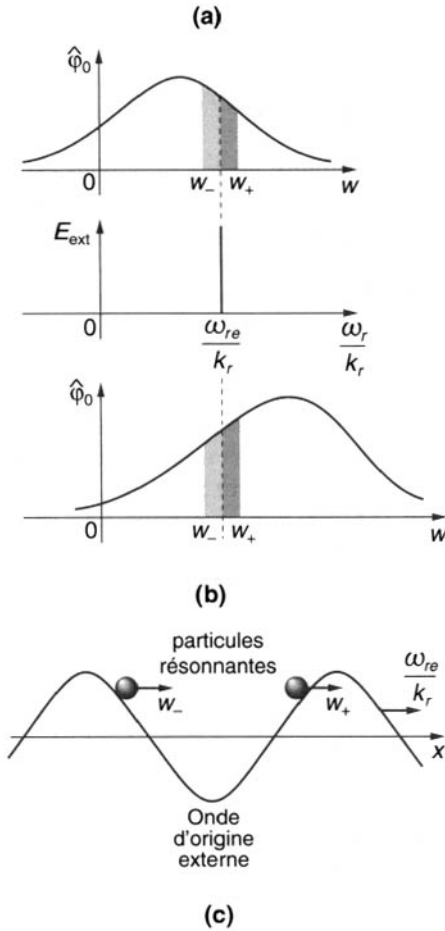 (a)
φ̂₀
0
w₋ w₊ w
E_ext
0
ω_re/k_r ω_r/k_r
φ̂₀
0
w₋ w₊ w
(b)
particules
résonnantes
ω_re/k_r
w₋ w₊
x
Onde
d'origine
externe
(c)